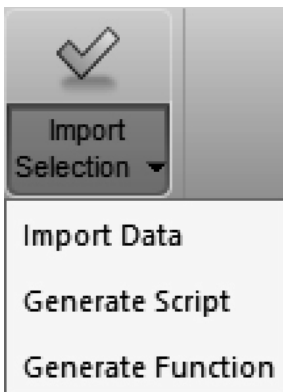 Import
Selection
Import Data
Generate Script
Generate Function